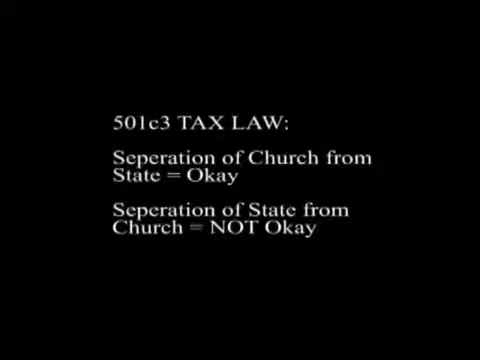 501c3 TAX LAW:
Seperation of Church from
State = Okay
Seperation of State from
Church = NOT Okay